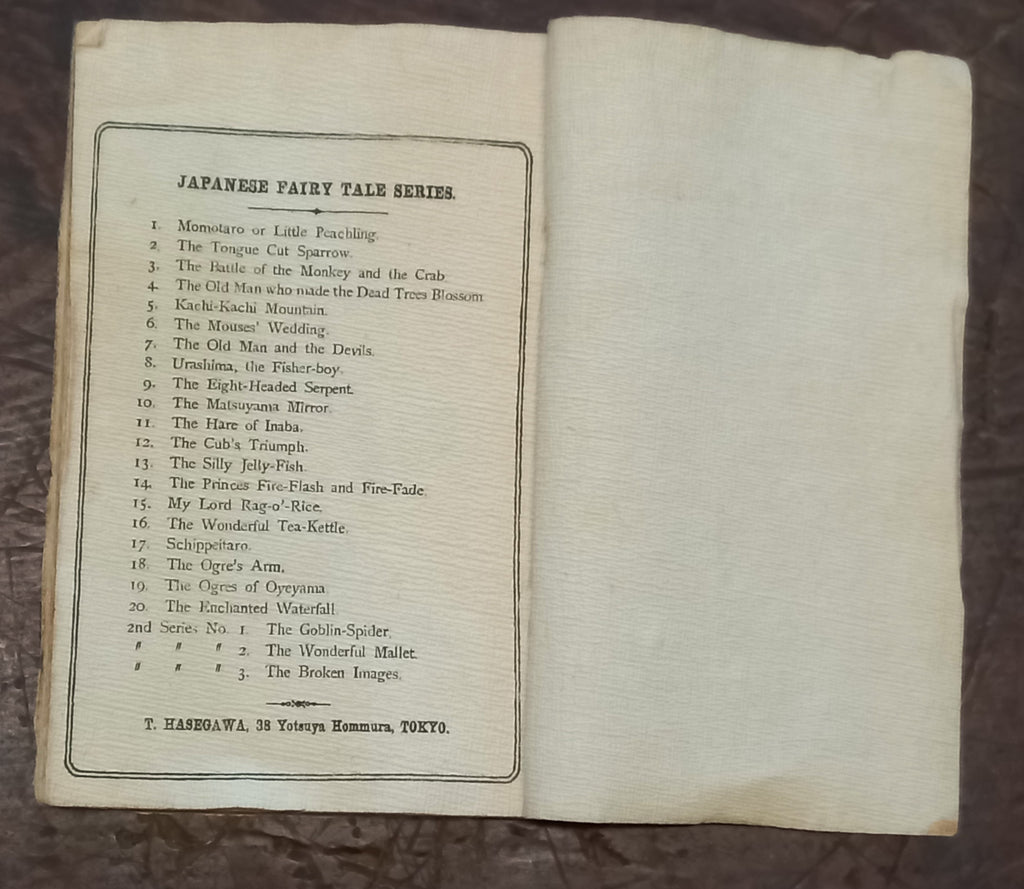 JAPANESE FAIRY TALE SERIES.
1. Momotaro or Little Peachling.
2. The Tongue Cut Sparrow.
3. The Battle of the Monkey and the Crab
4. The Old Man who made the Dead Trees Blossom
5. Kachi-Kachi Mountain.
6. The Mouses' Wedding.
7. The Old Man and the Devils.
8. Urashima, the Fisher-boy.
9. The Eight-Headed Serpent.
10. The Matsuyama Mirror.
11. The Hare of Inaba.
12. The Cub's Triumph.
13. The Silly Jelly-Fish.
14. The Princes Fire-Flash and Fire-Fade.
15. My Lord Rag-o'-Rice.
16. The Wonderful Tea-Kettle.
17. Schippeitaro.
18. The Ogre's Arm.
19. The Ogres of Oyeyama
20. The Enchanted Waterfall
2nd Series No. 1. The Goblin-Spider.
" " " 2. The Wonderful Mallet.
" " " 3. The Broken Images.
T. HASEGAWA, 38 Yotsuya Hommura, TOKYO.